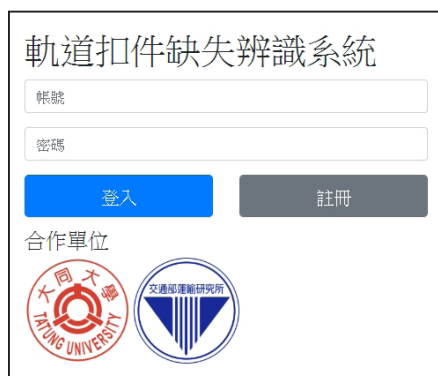 軌道扣件缺失辨識系統
帳號
密碼
登入
註冊
合作單位
大同大學
TATUNG UNIVERSITY
交通部運輸研究所